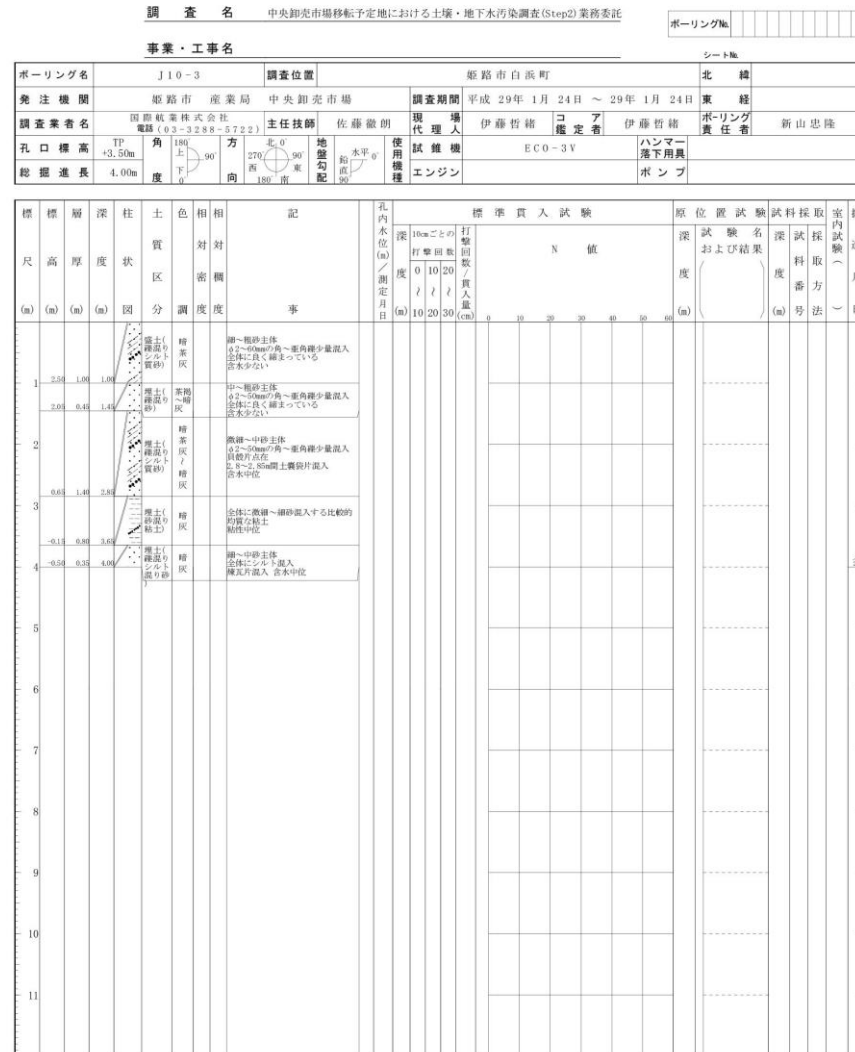 調査名 中央卸売市場移転予定地における土壌・地下水汚染調査(Step2)業務委託
ボーリング№
事業・工事名
シート№
ボーリング名 J10-3 調査位置 姫路市白浜町 北緯
発注機関 姫路市 産業局 中央卸売市場 調査期間 平成 29年 1月 24日 ~ 29年 1月 24日 東経
調査業者名 国際航業株式会社 電話(03-3288-5722) 主任技師 佐藤徹朗 現場代理人 伊藤哲緒 コア鑑定者 伊藤哲緒 ボーリング責任者 新山忠隆
孔口標高 TP +3.50m 角度 180° 上 90° 下 0° 方向 北 0° 270° 西 90° 東 180° 南 地盤勾配 水平 0° 鉛直 90° 使用機種 試錐機 ECO-3V ハンマー落下用具
総掘進長 4.00m エンジン ポンプ
標尺(m) 標高(m) 層厚(m) 深度(m) 柱状図 土質区分 色調 相対密度 相対稠度 記事 孔内水位(m)/測定月日
標準貫入試験 深度(m) 10cmごとの打撃回数 0~10 10~20 20~30 打撃回数/貫入量(cm) N値
0 10 20 30 40 50 60
原位置試験 深度(m) 試験名および結果
試料採取 深度(m) 試料番号 採取方法 室内試験( )
盛土(礫混りシルト質砂) 暗茶灰
細~粗砂主体
φ2~60mmの角~亜角礫少量混入
全体に良く締まっている
含水少ない
1 2.50 1.00 1.00
埋土(礫混り砂) 茶褐~暗灰
中~粗砂主体
φ2~50mmの角~亜角礫少量混入
全体に良く締まっている
含水少ない
2.05 0.45 1.45
埋土(礫混りシルト質砂) 暗茶灰~暗灰
微細~中砂主体
φ2~50mmの角~亜角礫少量混入
貝殻片点在
2.8~2.85m間土嚢袋片混入
含水中位
2
0.65 1.40 2.85
3
埋土(砂混り粘土) 暗灰
全体に微細~細砂混入する比較的
均質な粘土
粘性中位
-0.15 0.80 3.65
埋土(礫混りシルト混り砂) 暗灰
細~中砂主体
全体にシルト混入
煉瓦片混入 含水中位
4 -0.50 0.35 4.00
5
6
7
8
9
10
11